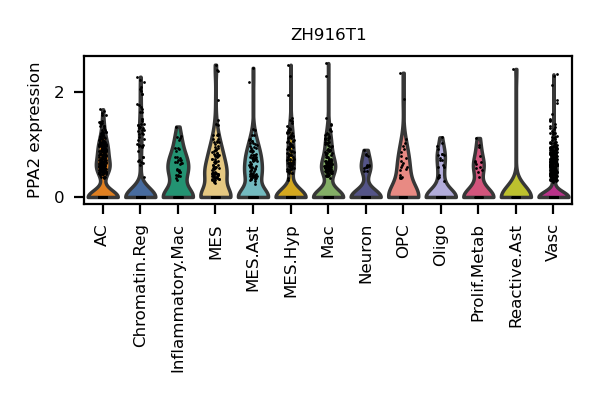 ZH916T1
PPA2 expression
2
0
AC
Chromatin.Reg
Inflammatory.Mac
MES
MES.Ast
MES.Hyp
Mac
Neuron
OPC
Oligo
Prolif.Metab
Reactive.Ast
Vasc